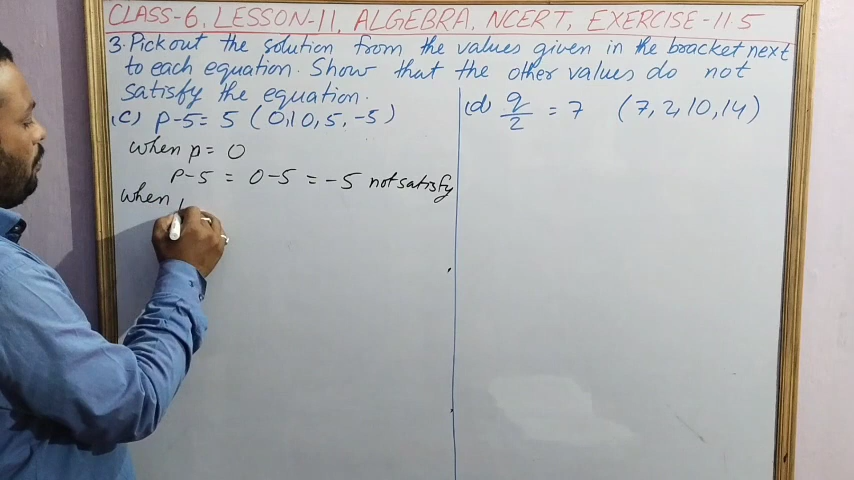 CLASS-6, LESSON-11, ALGEBRA, NCERT, EXERCISE-11.5
3. Pick out the solution from the values given in the bracket next
to each equation. Show that the other values do not
satisfy the equation.
(c) p-5= 5 (0,10,5,-5)
when p= 0
p-5 = 0-5 = -5 not satisfy
when
(d) q/2 = 7 (7,2,10,14)